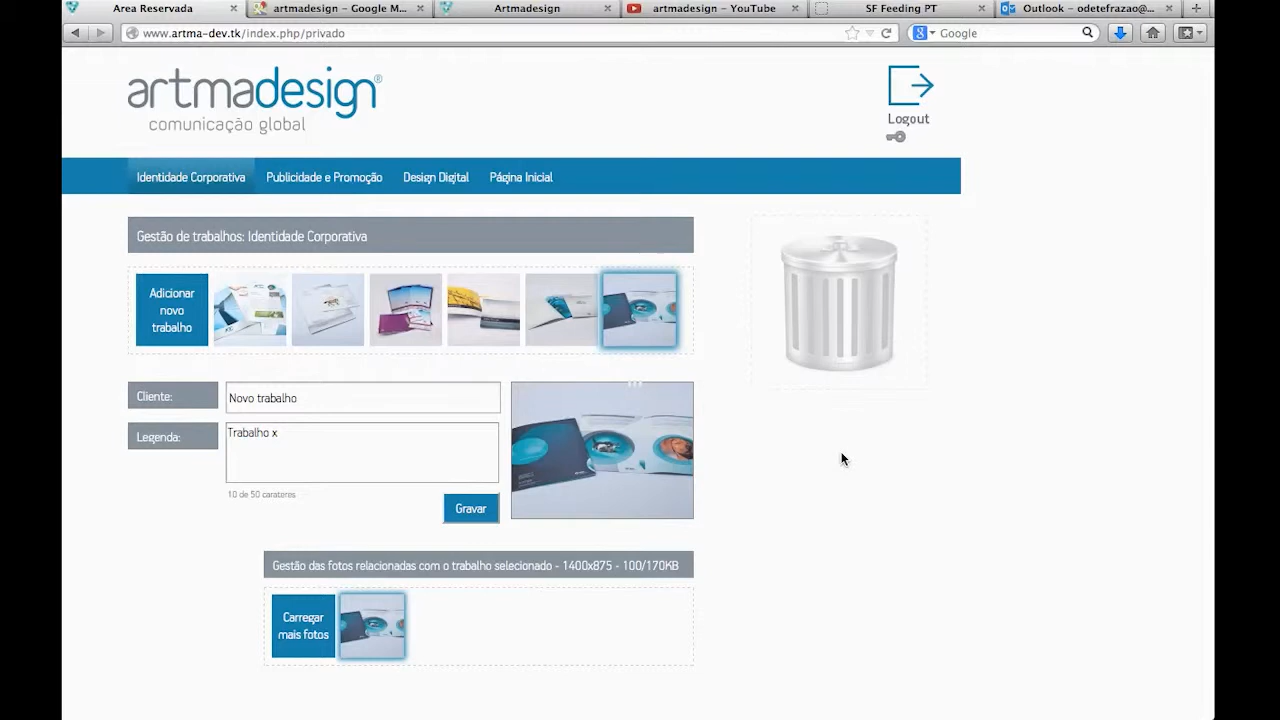 Area Reservada
artmadesign – Google M...
Artmadesign
artmadesign – YouTube
SF Feeding PT
Outlook – odetefrazao@...
www.artma-dev.tk/index.php/privado
Google
artmadesign®
comunicação global
Logout
Identidade Corporativa
Publicidade e Promoção
Design Digital
Página Inicial
Gestão de trabalhos: Identidade Corporativa
Adicionar
novo
trabalho
Cliente:
Novo trabalho
Legenda:
Trabalho x
10 de 50 carateres
Gravar
Gestão das fotos relacionadas com o trabalho selecionado - 1400x875 - 100/170KB
Carregar
mais fotos